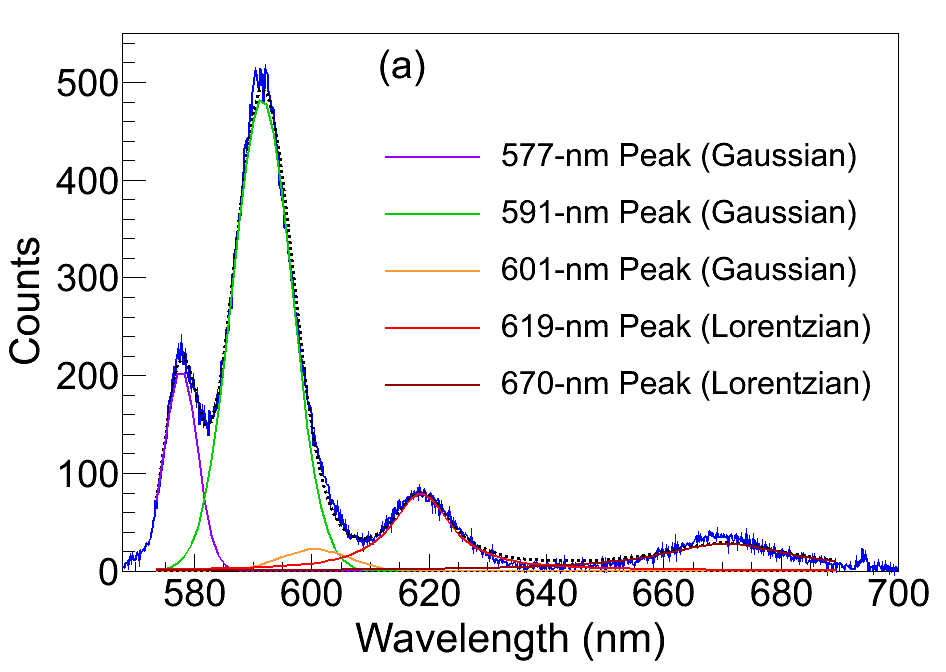 (a)
500
400
300
200
100
0
Counts
577-nm Peak (Gaussian)
591-nm Peak (Gaussian)
601-nm Peak (Gaussian)
619-nm Peak (Lorentzian)
670-nm Peak (Lorentzian)
580 600 620 640 660 680 700
Wavelength (nm)